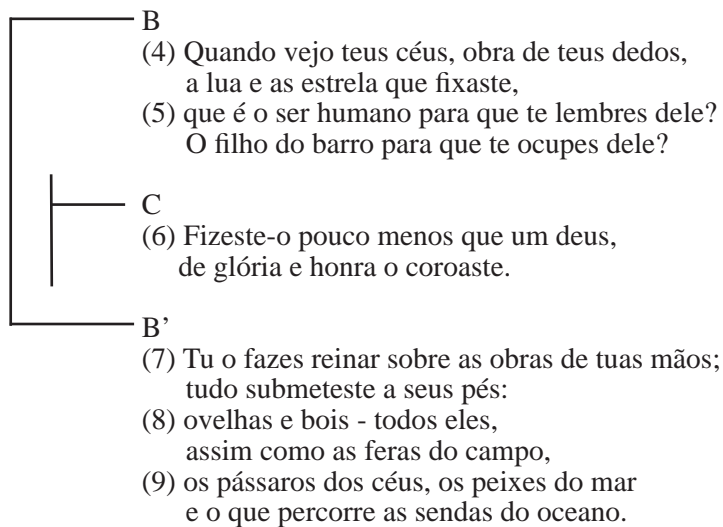 B
(4) Quando vejo teus céus, obra de teus dedos,
a lua e as estrela que fixaste,
(5) que é o ser humano para que te lembres dele?
O filho do barro para que te ocupes dele?
C
(6) Fizeste-o pouco menos que um deus,
de glória e honra o coroaste.
B’
(7) Tu o fazes reinar sobre as obras de tuas mãos;
tudo submeteste a seus pés:
(8) ovelhas e bois - todos eles,
assim como as feras do campo,
(9) os pássaros dos céus, os peixes do mar
e o que percorre as sendas do oceano.